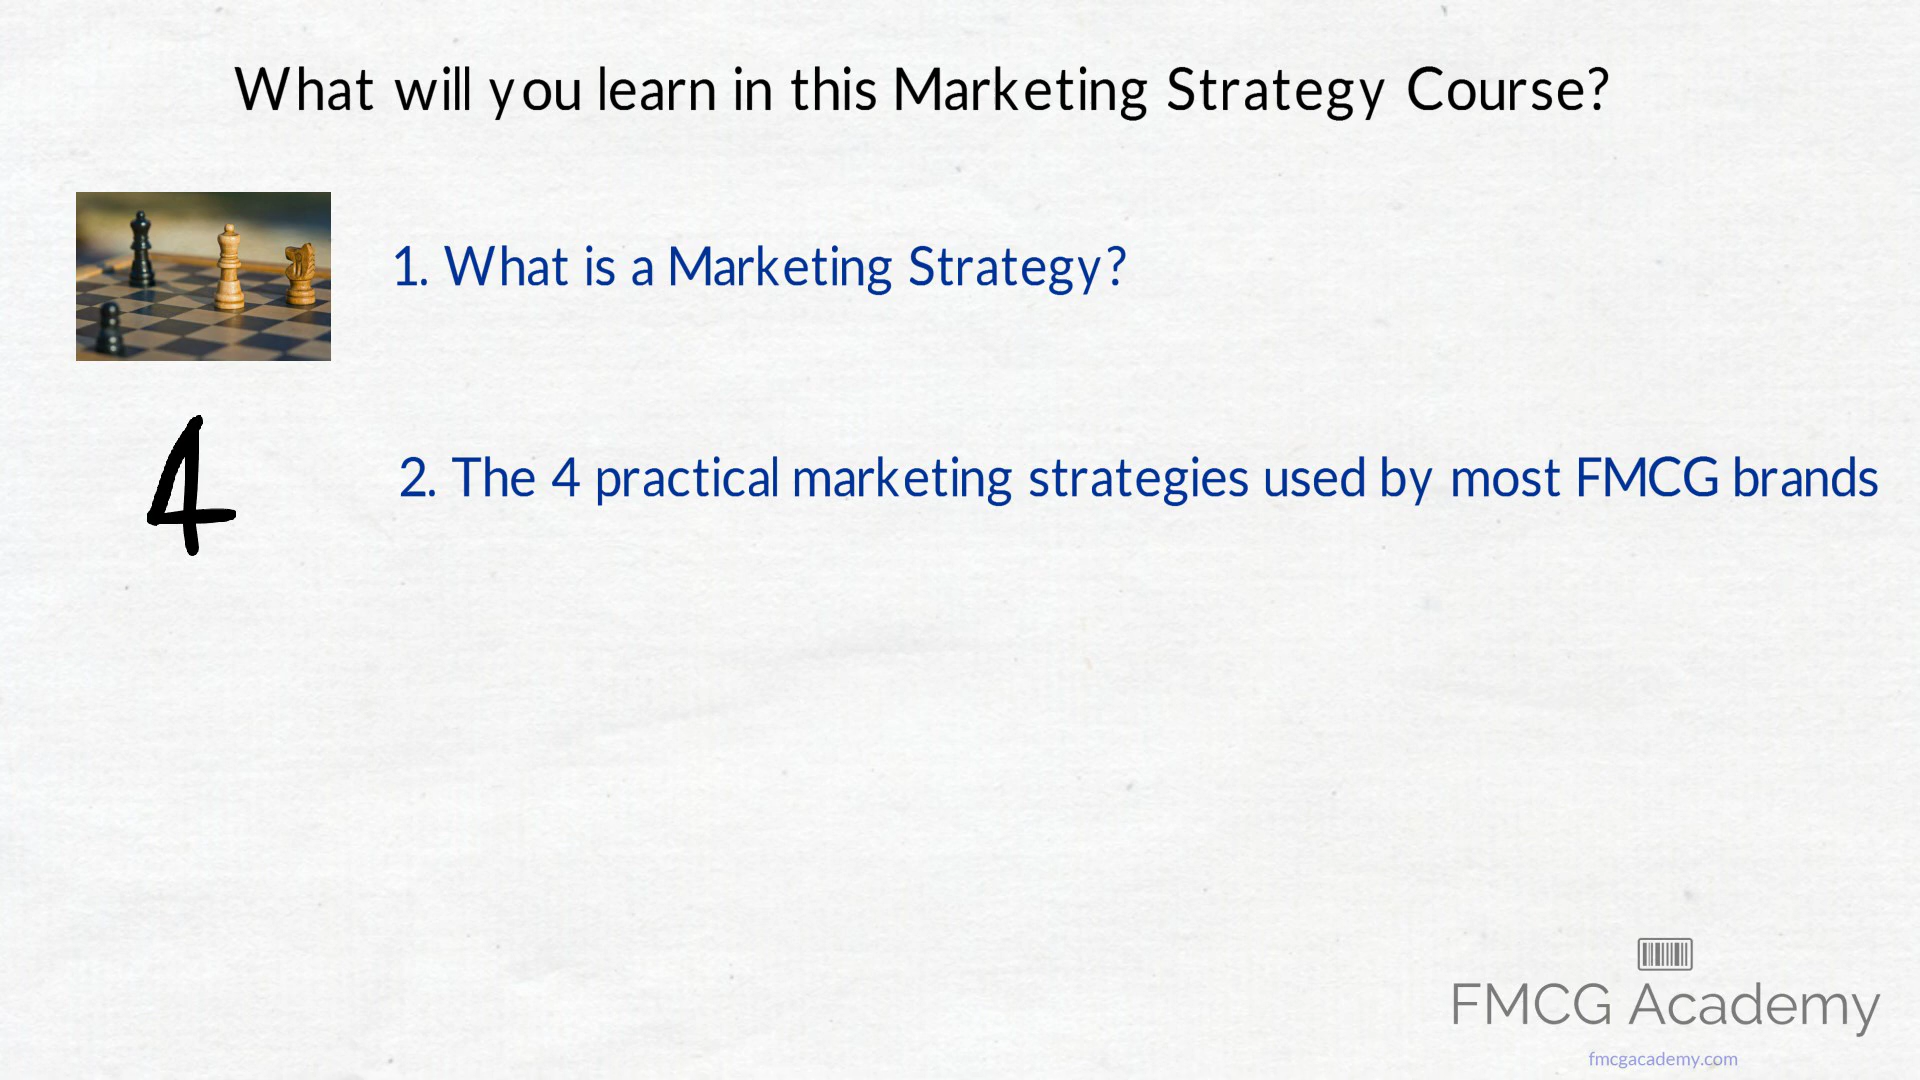 What will you learn in this Marketing Strategy Course?
1. What is a Marketing Strategy?
4
2. The 4 practical marketing strategies used by most FMCG brands
FMCG Academy
fmcgacademy.com